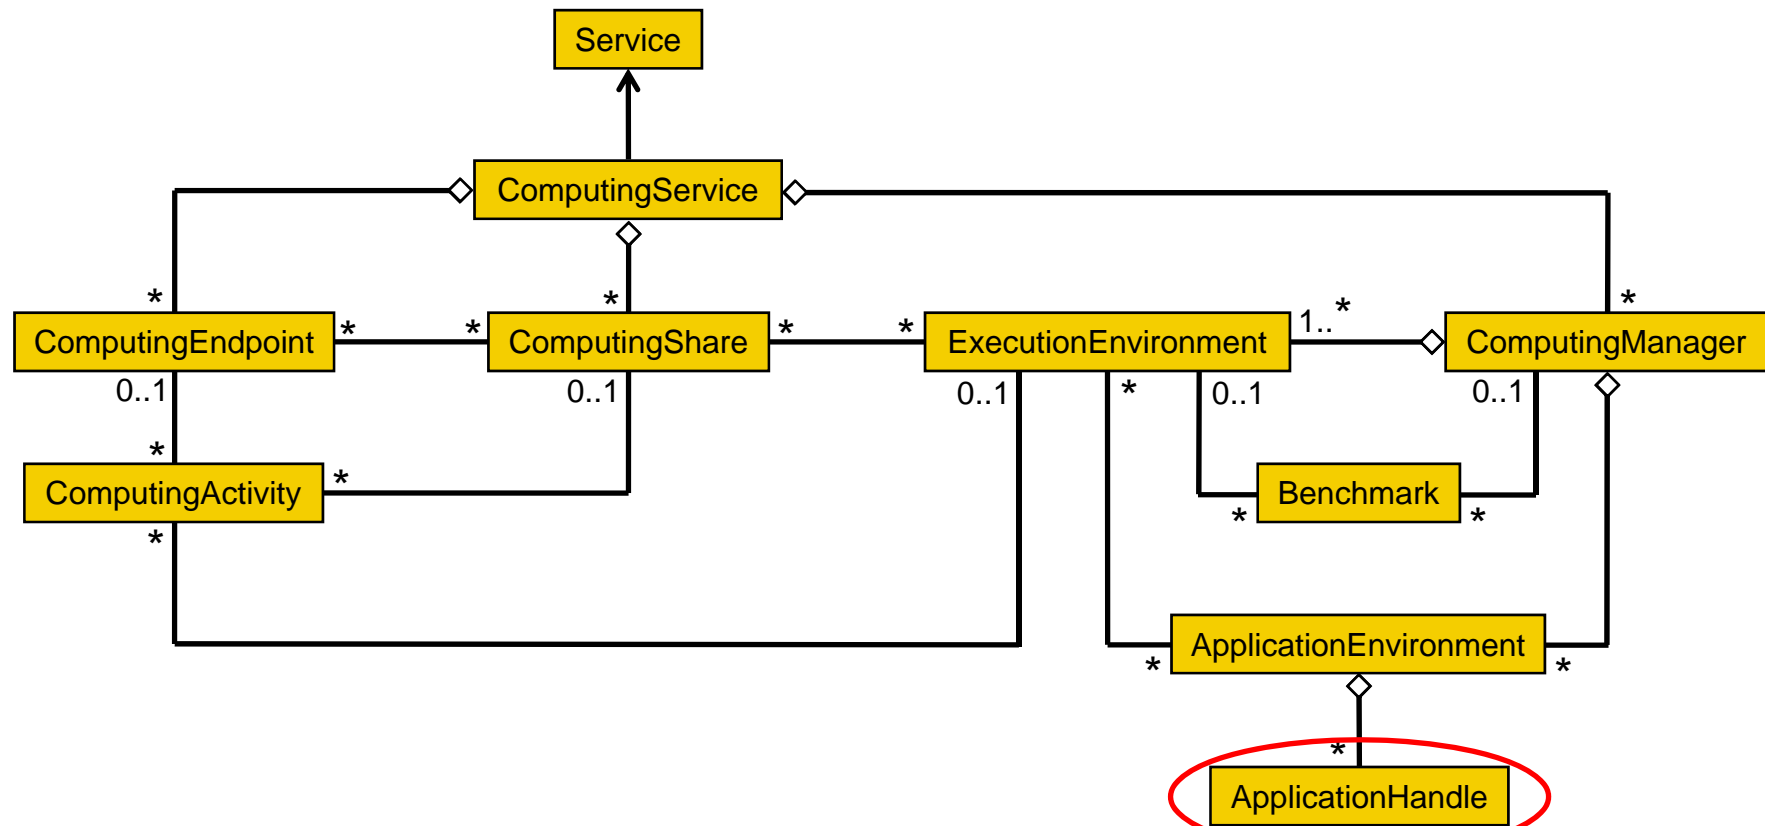 Service
ComputingService
* * *
ComputingEndpoint * * ComputingShare * * ExecutionEnvironment 1..* ComputingManager
0..1 0..1 0..1 * 0..1 0..1
*
ComputingActivity * Benchmark
* * *
ApplicationEnvironment
* *
*
ApplicationHandle